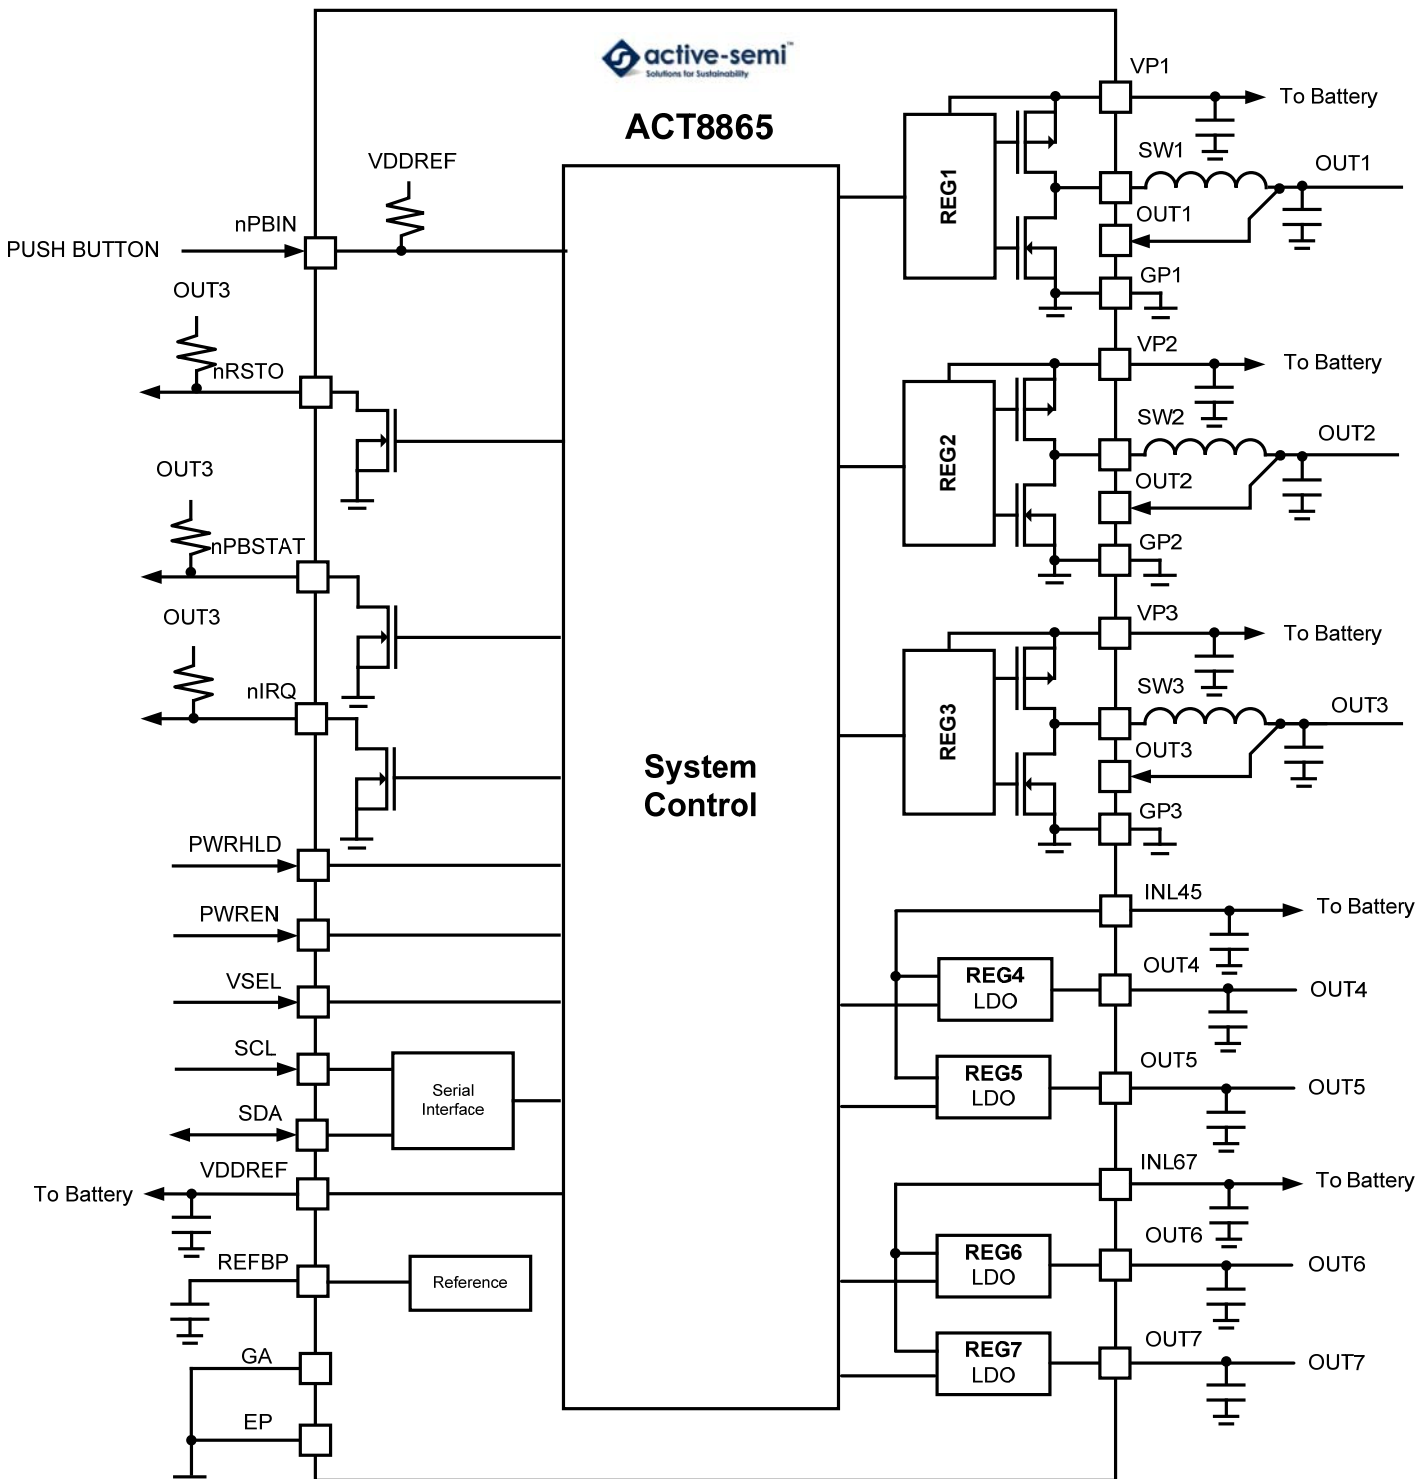 active-semi™
Solutions for Sustainability
ACT8865
VDDREF
nPBIN
PUSH BUTTON
OUT3
nRSTO
OUT3
nPBSTAT
OUT3
nIRQ
PWRHLD
PWREN
VSEL
SCL
SDA
Serial
Interface
VDDREF
To Battery
REFBP
Reference
GA
EP
System
Control
REG1
VP1
To Battery
SW1
OUT1
OUT1
GP1
REG2
VP2
To Battery
SW2
OUT2
OUT2
GP2
REG3
VP3
To Battery
SW3
OUT3
OUT3
GP3
INL45
To Battery
REG4
LDO
OUT4
OUT4
REG5
LDO
OUT5
OUT5
INL67
To Battery
REG6
LDO
OUT6
OUT6
REG7
LDO
OUT7
OUT7